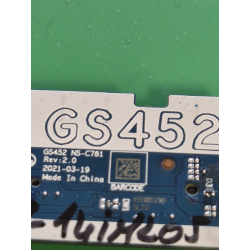 GS452
GS452 NS-C781
Rev:2.0
2021-03-19
Made In China
BARCODE